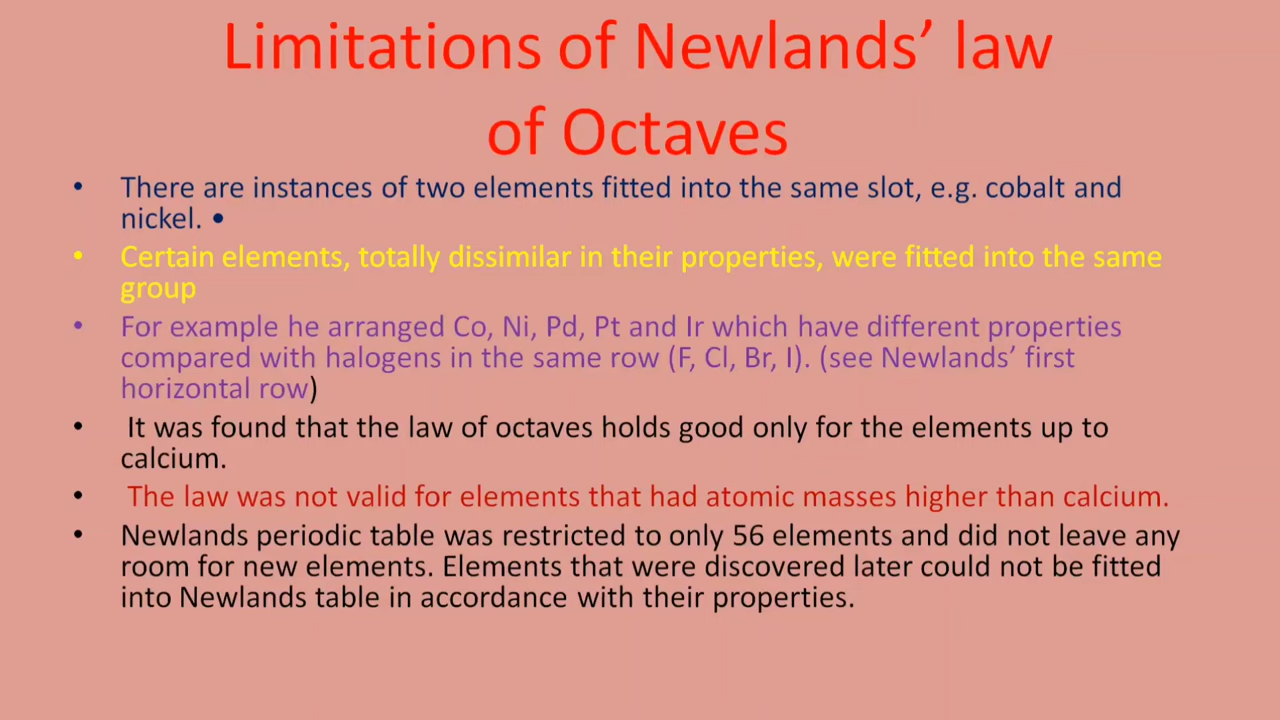 Limitations of Newlands’ law
of Octaves
• There are instances of two elements fitted into the same slot, e.g. cobalt and
nickel. •
• Certain elements, totally dissimilar in their properties, were fitted into the same
group
• For example he arranged Co, Ni, Pd, Pt and Ir which have different properties
compared with halogens in the same row (F, Cl, Br, I). (see Newlands’ first
horizontal row)
• It was found that the law of octaves holds good only for the elements up to
calcium.
• The law was not valid for elements that had atomic masses higher than calcium.
• Newlands periodic table was restricted to only 56 elements and did not leave any
room for new elements. Elements that were discovered later could not be fitted
into Newlands table in accordance with their properties.